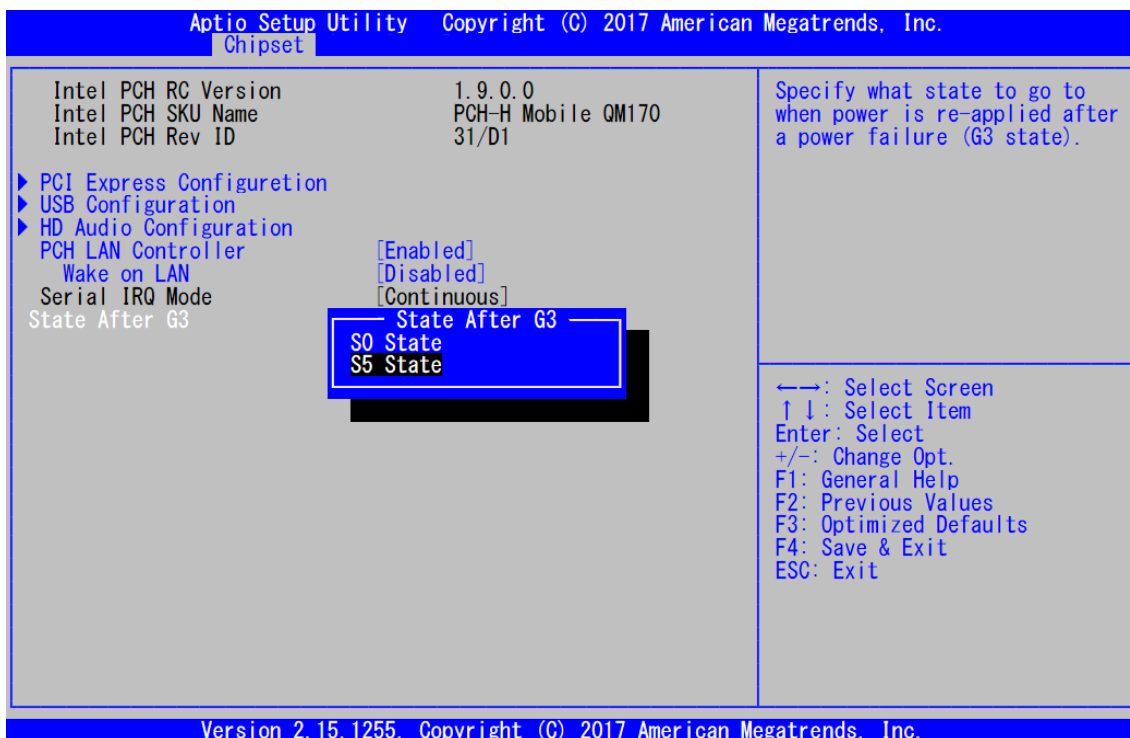 Aptio Setup Utility Copyright (C) 2017 American Megatrends, Inc.
Chipset
Intel PCH RC Version 1.9.0.0
Intel PCH SKU Name PCH-H Mobile QM170
Intel PCH Rev ID 31/D1
▶ PCI Express Configuretion
▶ USB Configuration
▶ HD Audio Configuration
PCH LAN Controller [Enabled]
Wake on LAN [Disabled]
Serial IRQ Mode [Continuous]
State After G3
State After G3
S0 State
S5 State
Specify what state to go to
when power is re-applied after
a power failure (G3 state).
←→: Select Screen
↑↓: Select Item
Enter: Select
+/-: Change Opt.
F1: General Help
F2: Previous Values
F3: Optimized Defaults
F4: Save & Exit
ESC: Exit
Version 2.15.1255. Copyright (C) 2017 American Megatrends, Inc.